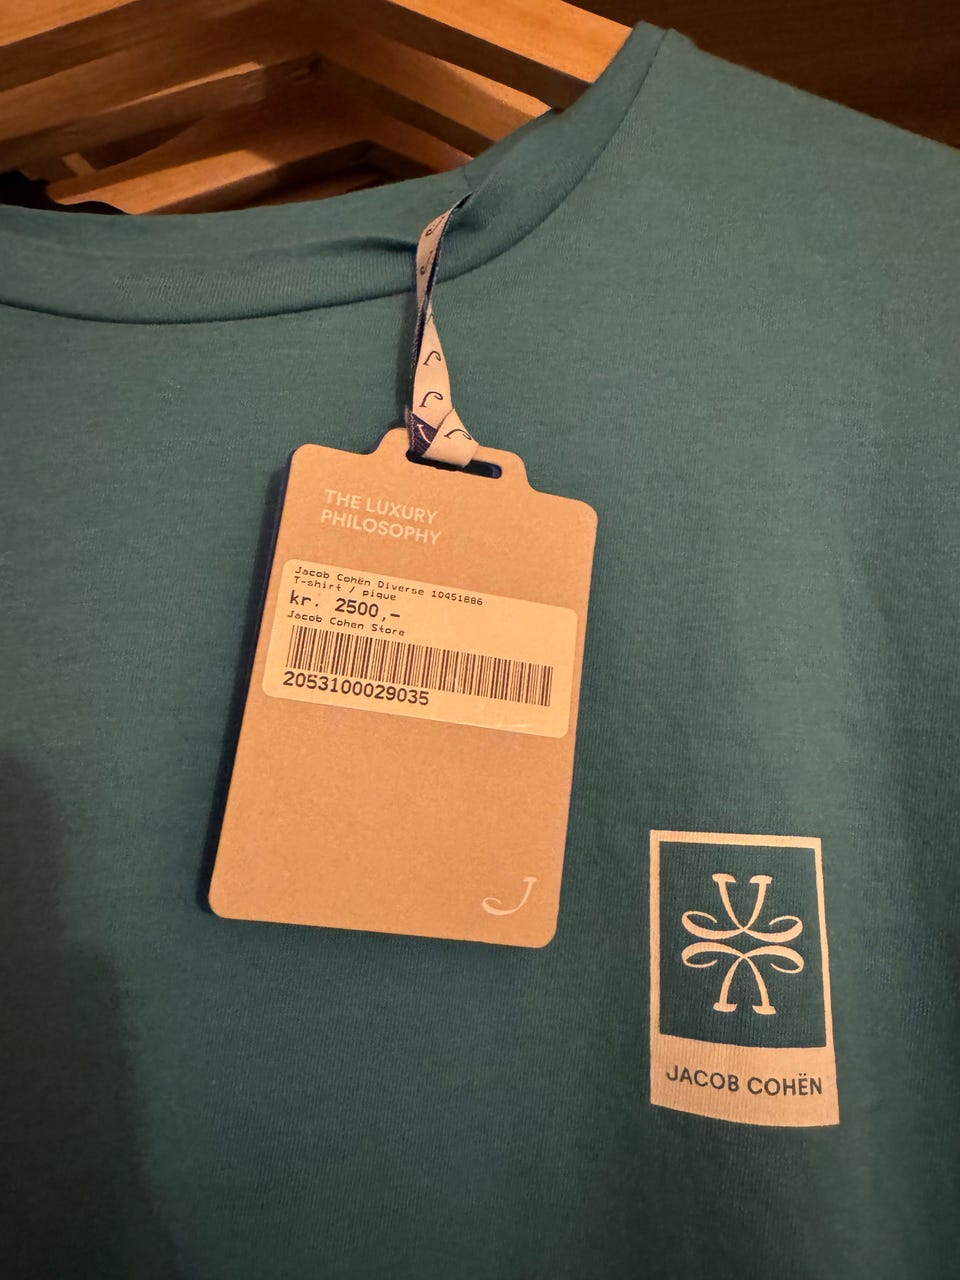 THE LUXURY
PHILOSOPHY
Jacob Cohën Diverse 10451886
T-shirt / pique
kr. 2500,-
Jacob Cohen Store
2053100029035
J
JACOB COHËN